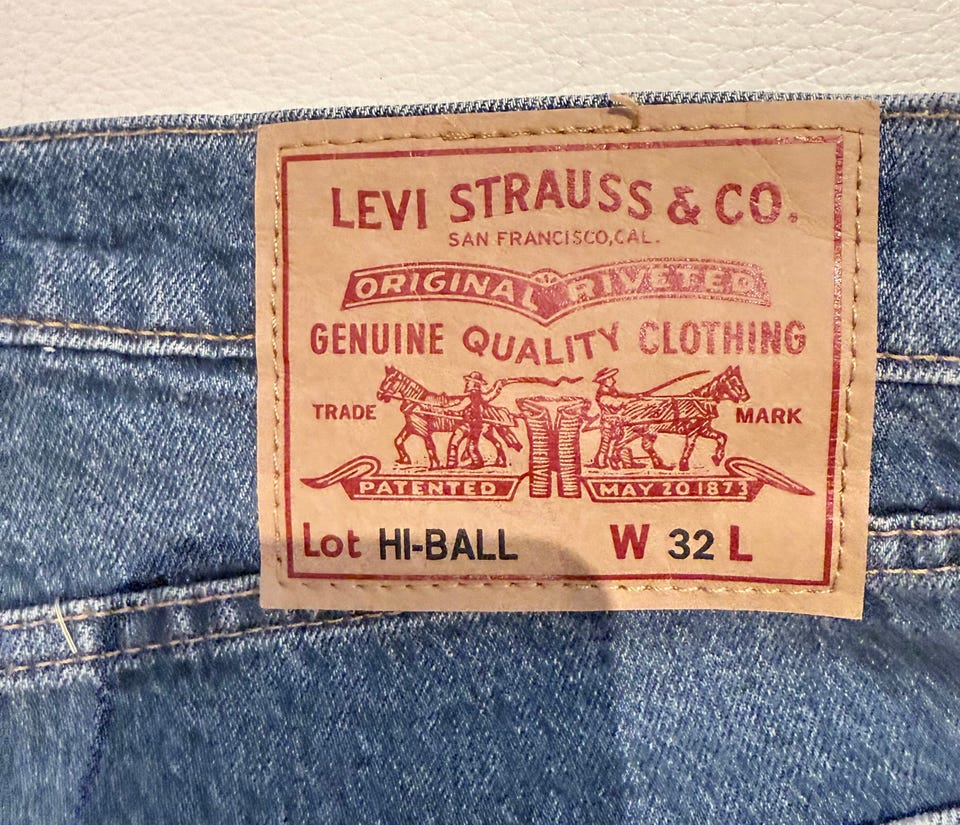 LEVI STRAUSS & CO.
SAN FRANCISCO, CAL.
ORIGINAL RIVETED
GENUINE QUALITY CLOTHING
TRADE MARK
PATENTED MAY 20 1873
Lot HI-BALL W 32 L